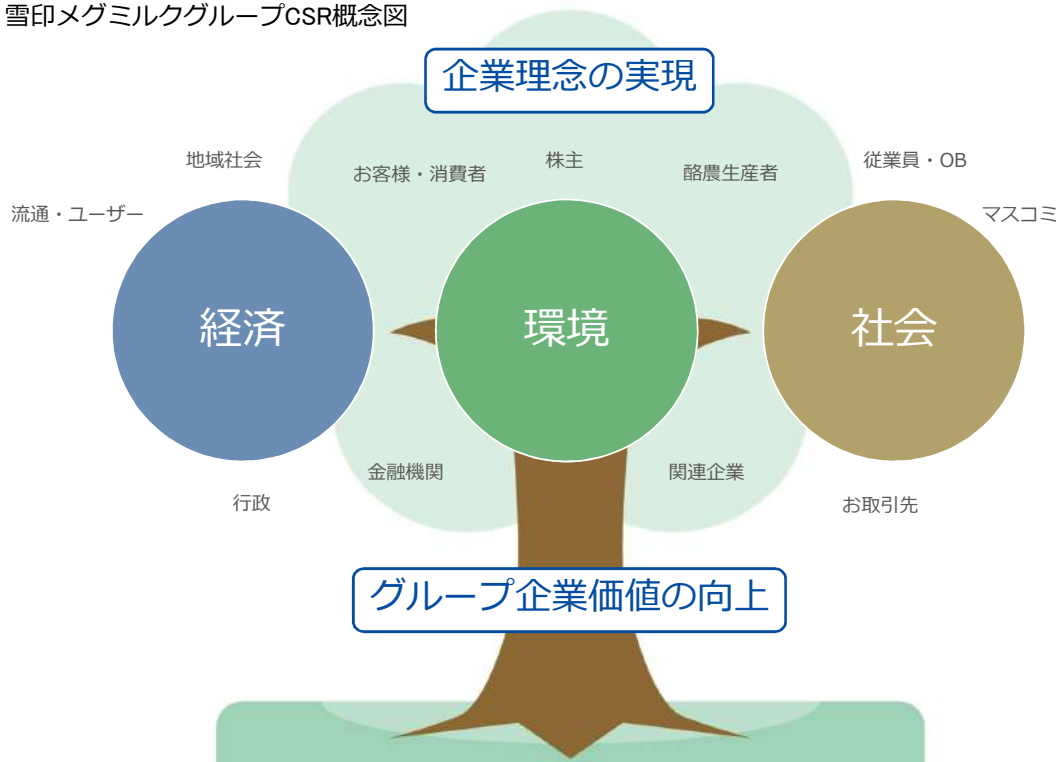 雪印メグミルクグループCSR概念図
企業理念の実現
地域社会
お客様・消費者
株主
酪農生産者
従業員・OB
流通・ユーザー
マスコミ
経済
環境
社会
金融機関
関連企業
行政
お取引先
グループ企業価値の向上